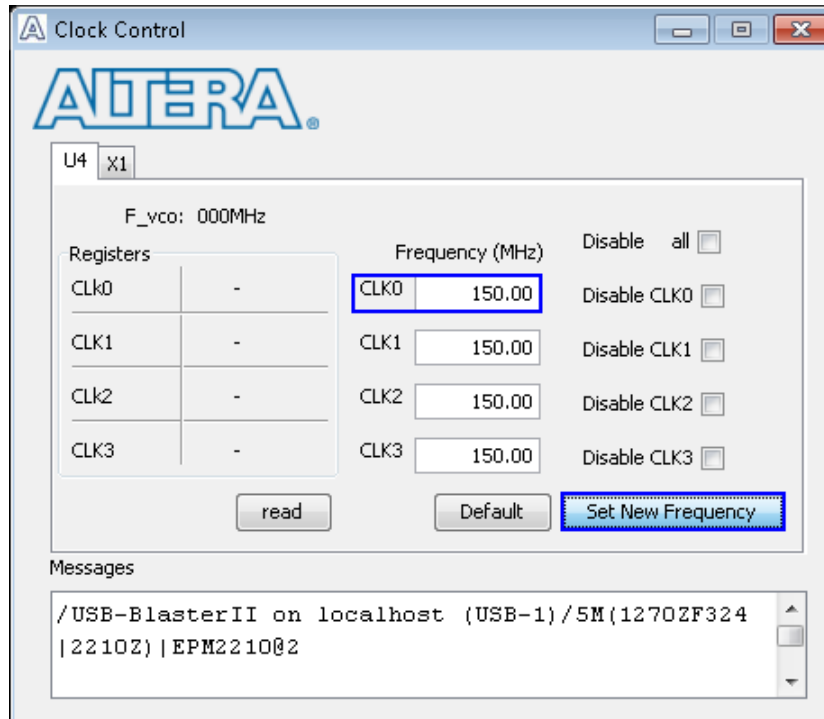 Clock Control
ALTERA®
U4 X1
F_vco: 000MHz
Registers
Frequency (MHz)
Disable all
CLk0 -
CLK0 150.00
Disable CLK0
CLK1 -
CLK1 150.00
Disable CLK1
CLk2 -
CLK2 150.00
Disable CLK2
CLK3 -
CLK3 150.00
Disable CLK3
read
Default
Set New Frequency
Messages
/USB-BlasterII on localhost (USB-1)/5M(1270ZF324
|2210Z)|EPM2210@2